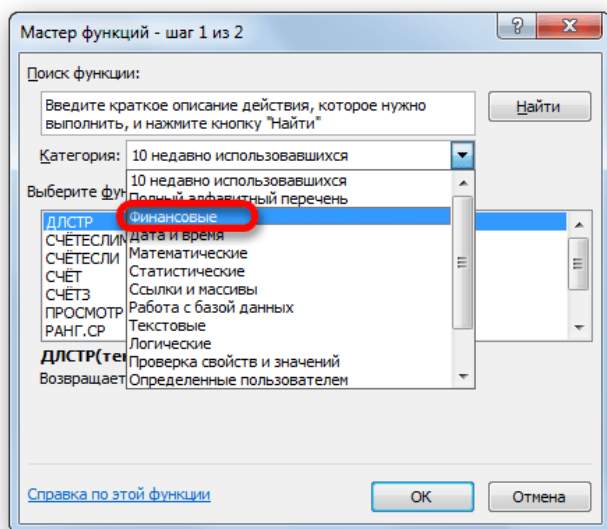 Мастер функций - шаг 1 из 2
Поиск функции:
Введите краткое описание действия, которое нужно
выполнить, и нажмите кнопку "Найти"
Найти
Категория:
10 недавно использовавшихся
10 недавно использовавшихся
Полный алфавитный перечень
Финансовые
Дата и время
Математические
Статистические
Ссылки и массивы
Работа с базой данных
Текстовые
Логические
Проверка свойств и значений
Определенные пользователем
Выберите
ДЛСТР
СЧЁТЕСЛИ
СЧЁТ
СЧЁТЗ
ПРОСМОТР
РАНГ.СР
ДЛСТР(
Возвращает
Справка по этой функции
ОК
Отмена